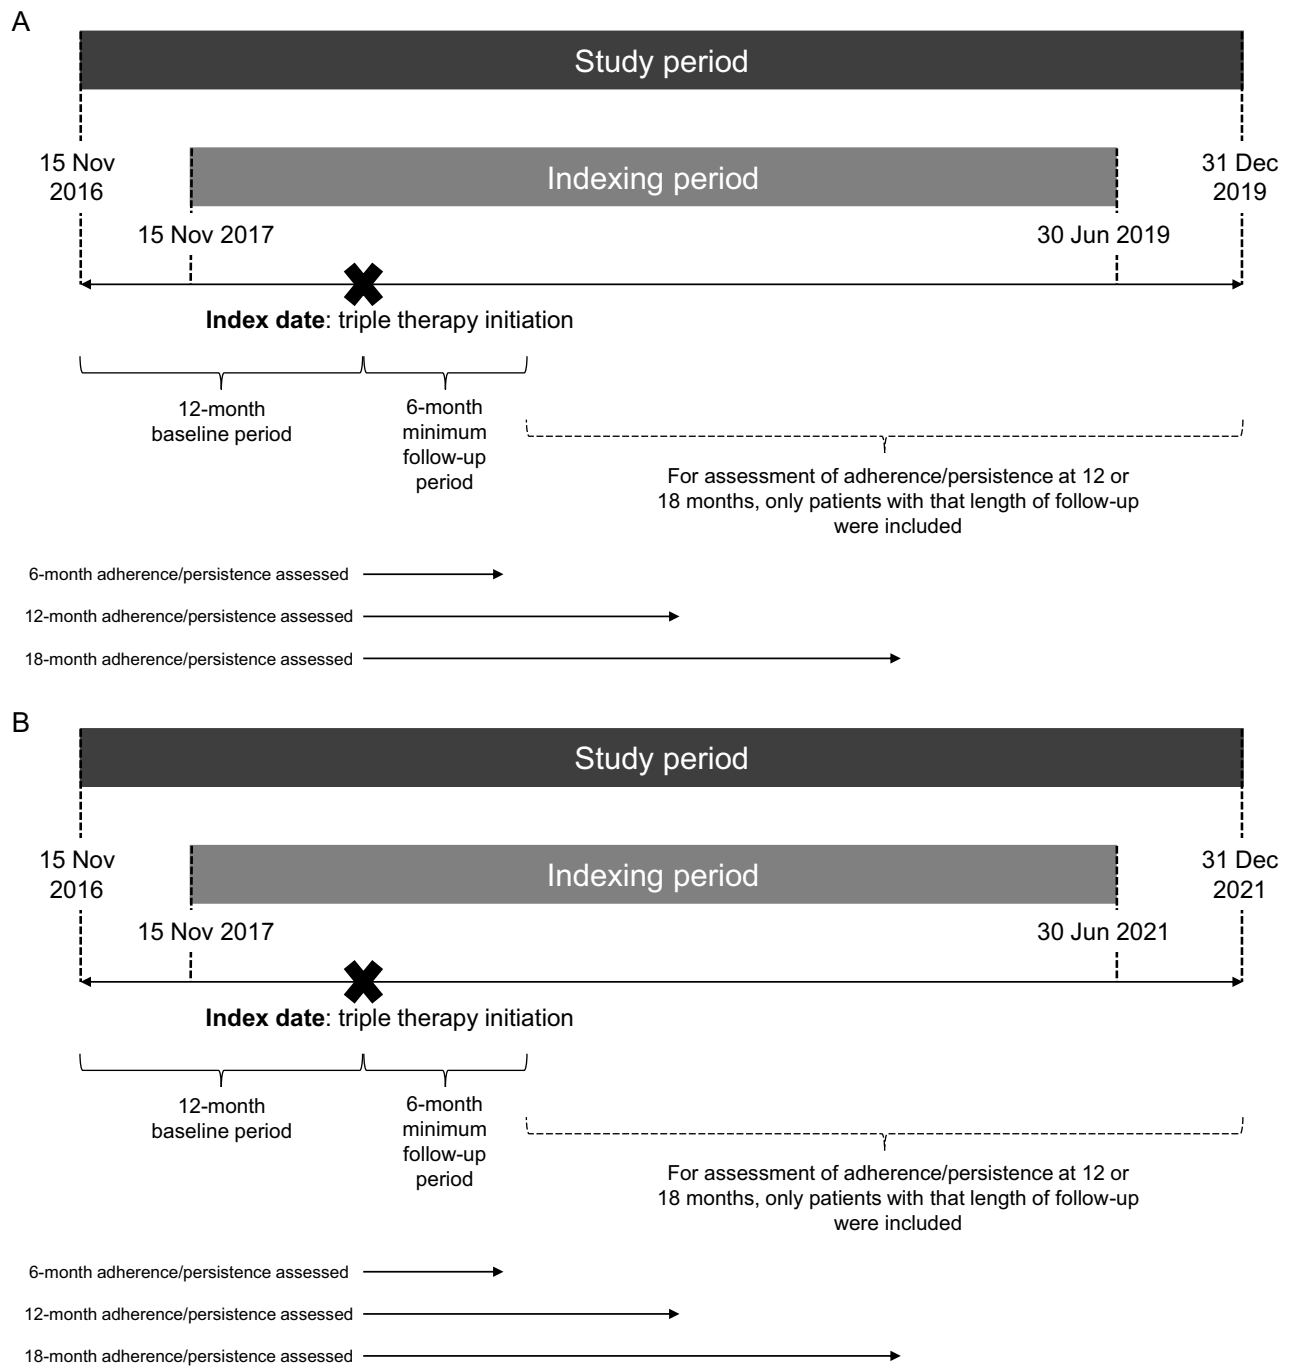 A
Study period
15 Nov
2016
31 Dec
2019
Indexing period
15 Nov 2017
30 Jun 2019
Index date: triple therapy initiation
12-month
baseline period
6-month
minimum
follow-up
period
For assessment of adherence/persistence at 12 or
18 months, only patients with that length of follow-up
were included
6-month adherence/persistence assessed
12-month adherence/persistence assessed
18-month adherence/persistence assessed
B
Study period
15 Nov
2016
31 Dec
2021
Indexing period
15 Nov 2017
30 Jun 2021
Index date: triple therapy initiation
12-month
baseline period
6-month
minimum
follow-up
period
For assessment of adherence/persistence at 12 or
18 months, only patients with that length of follow-up
were included
6-month adherence/persistence assessed
12-month adherence/persistence assessed
18-month adherence/persistence assessed